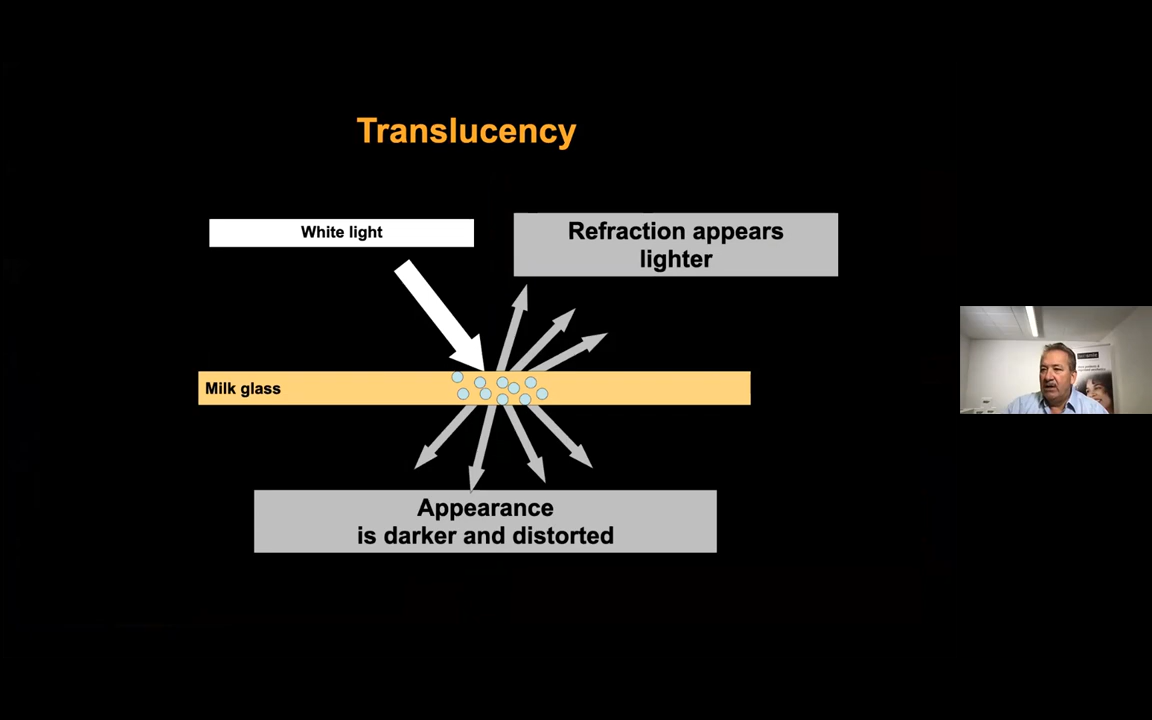 Translucency
White light
Refraction appears
lighter
Milk glass
Appearance
is darker and distorted